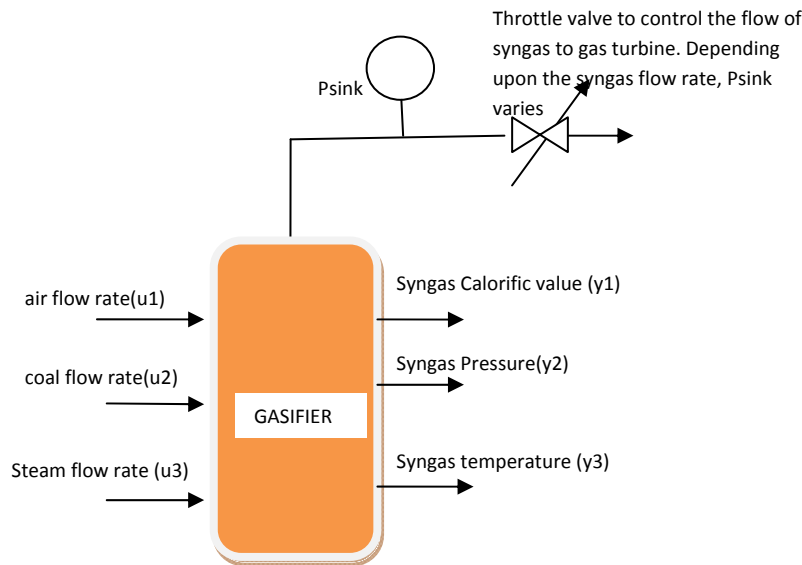 Throttle valve to control the flow of
syngas to gas turbine. Depending
upon the syngas flow rate, Psink
varies
Psink
air flow rate(u1)
Syngas Calorific value (y1)
coal flow rate(u2)
Syngas Pressure(y2)
GASIFIER
Steam flow rate (u3)
Syngas temperature (y3)